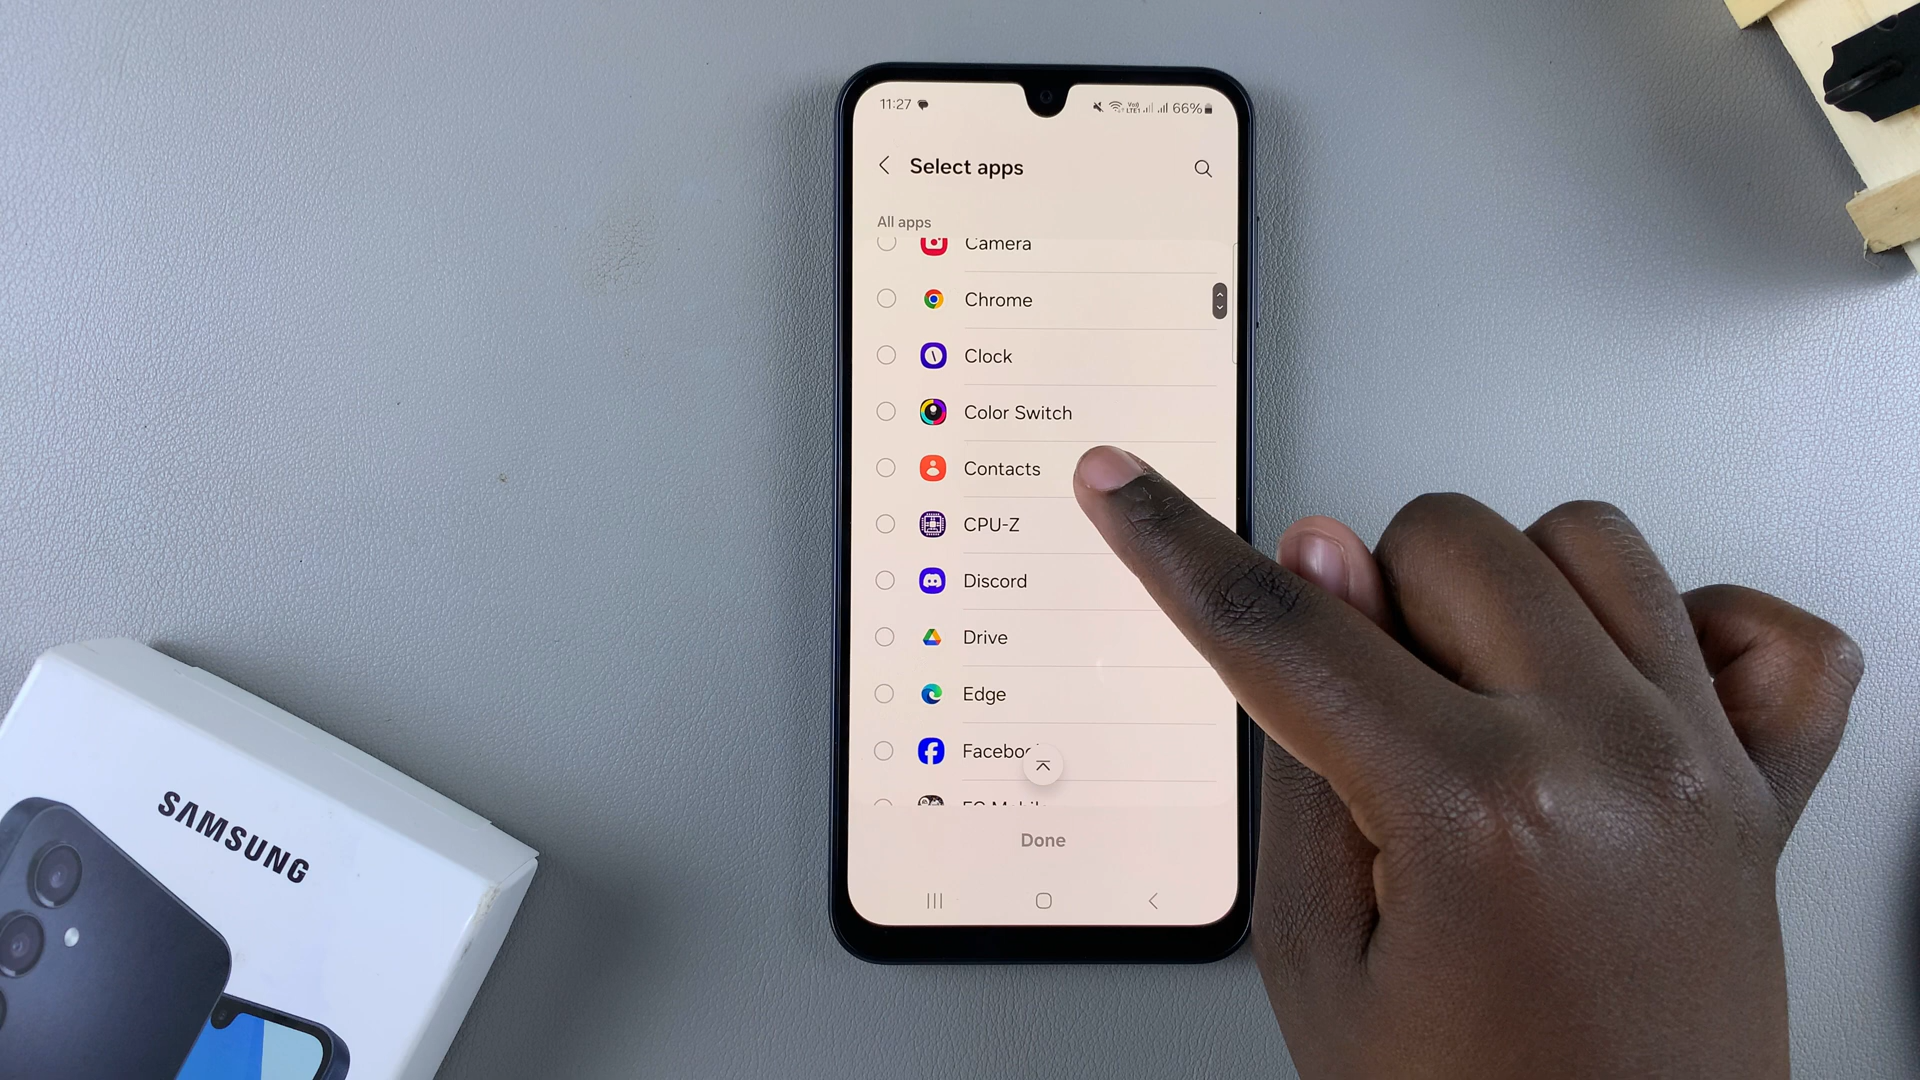 11:27
66%
Select apps
All apps
Camera
Chrome
Clock
Color Switch
Contacts
CPU-Z
Discord
Drive
Edge
Done
SAMSUNG